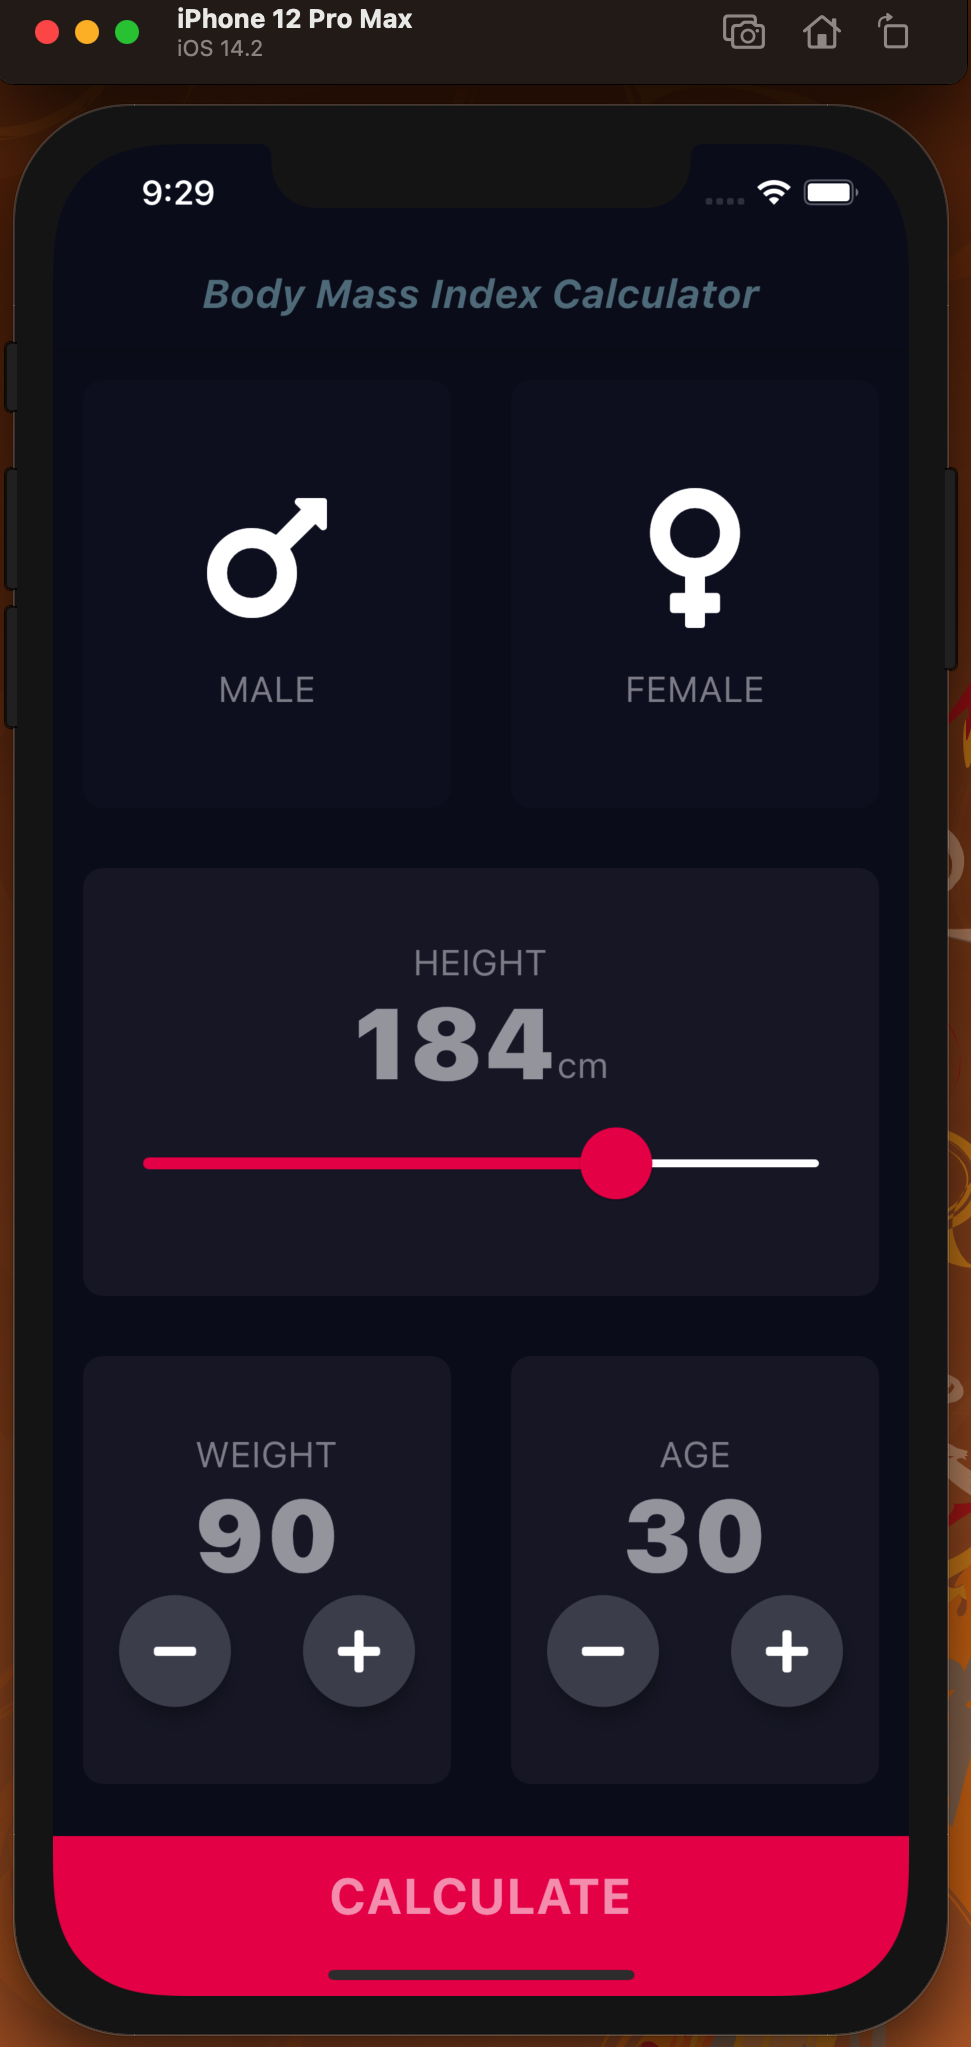 iPhone 12 Pro Max
iOS 14.2
9:29
Body Mass Index Calculator
MALE
FEMALE
HEIGHT
184cm
WEIGHT
AGE
90
30
CALCULATE